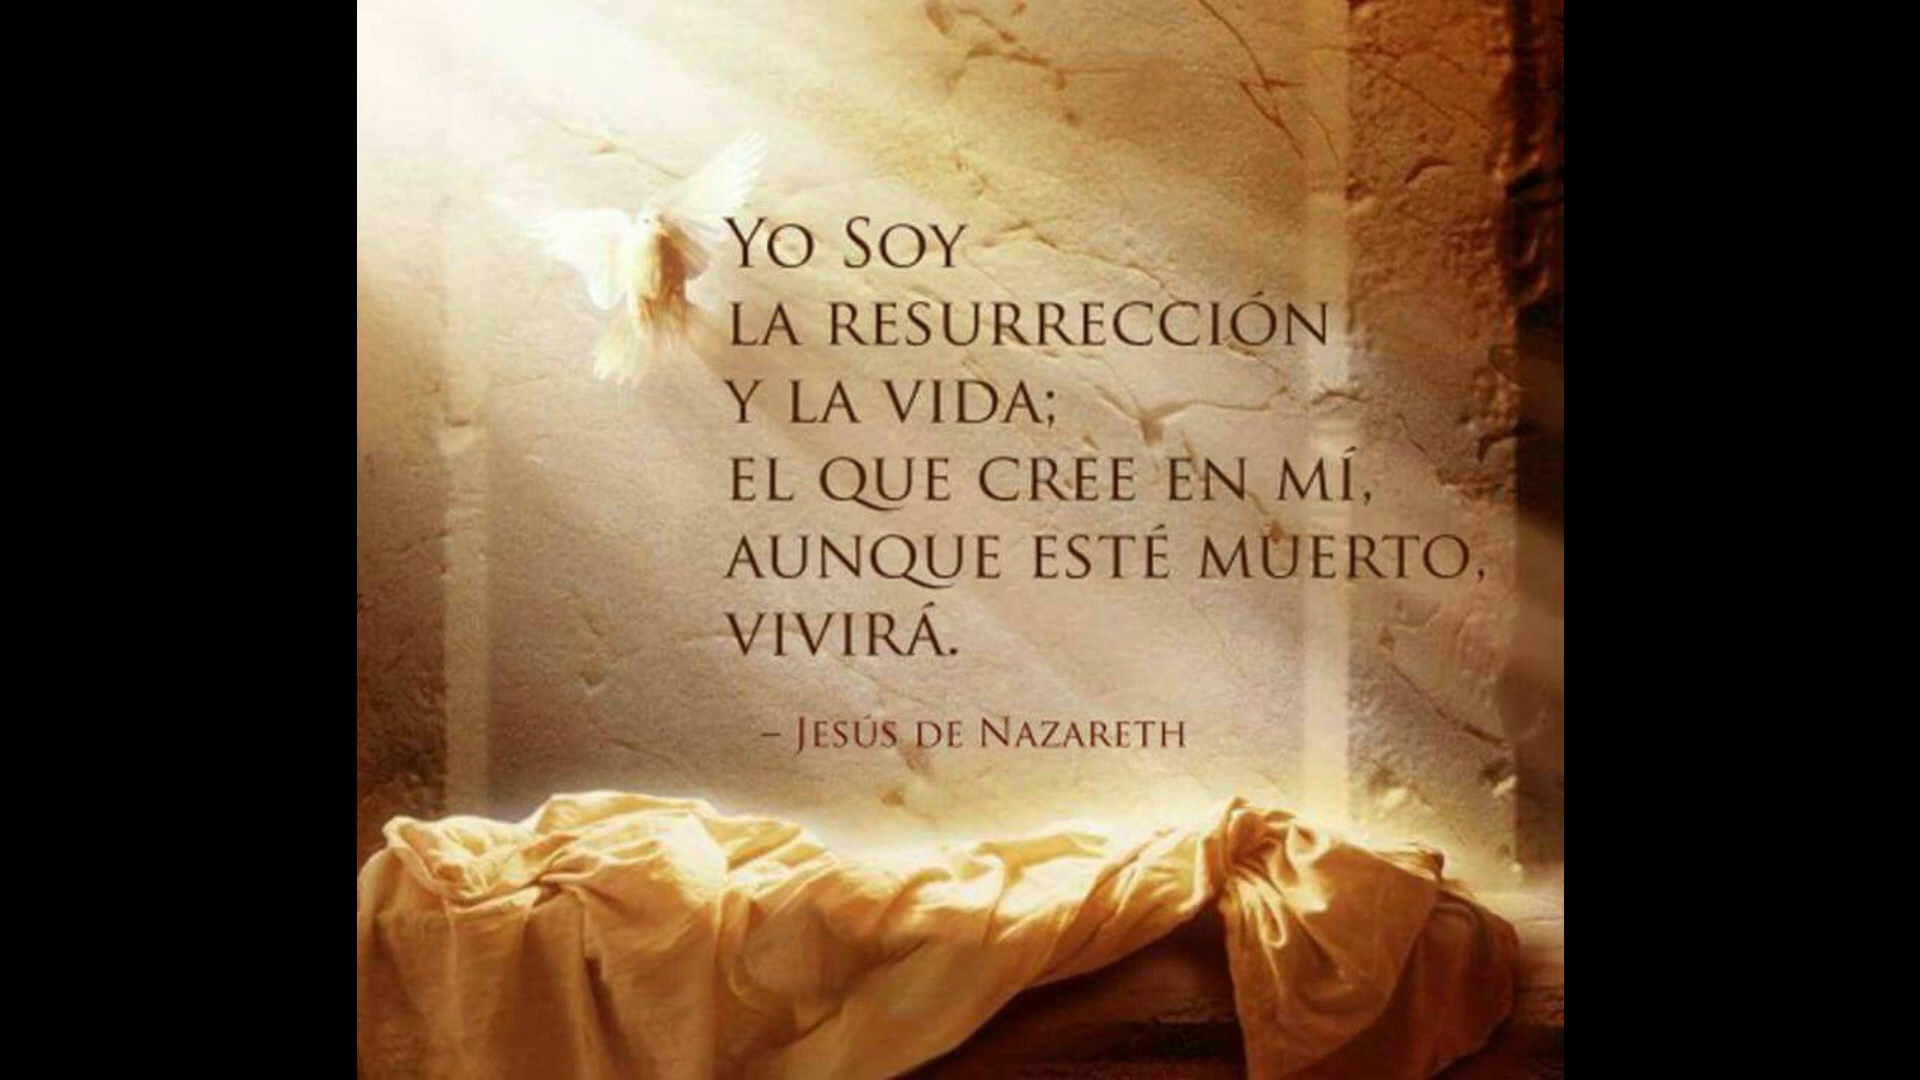 Yo Soy
LA RESURRECCIÓN
Y LA VIDA;
EL QUE CREE EN MÍ,
AUNQUE ESTÉ MUERTO,
VIVIRÁ.
– Jesús de Nazareth